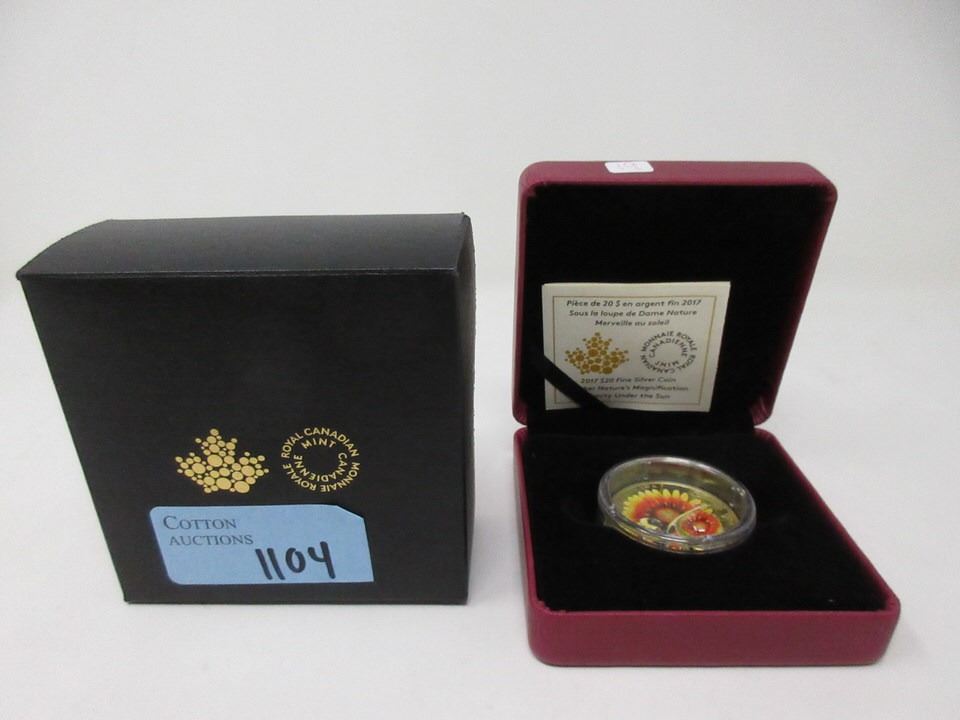 ROYAL CANADIAN MINT
MONNAIE ROYALE CANADIENNE
COTTON
AUCTIONS
1104
Pièce de 20 $ en argent fin 2017
Sous la loupe de Dame Nature
Merveille au soleil
MONNAIE ROYALE CANADIENNE
ROYAL CANADIAN MINT
2017 $20 Fine Silver Coin
Nature's Magnification
Under the Sun